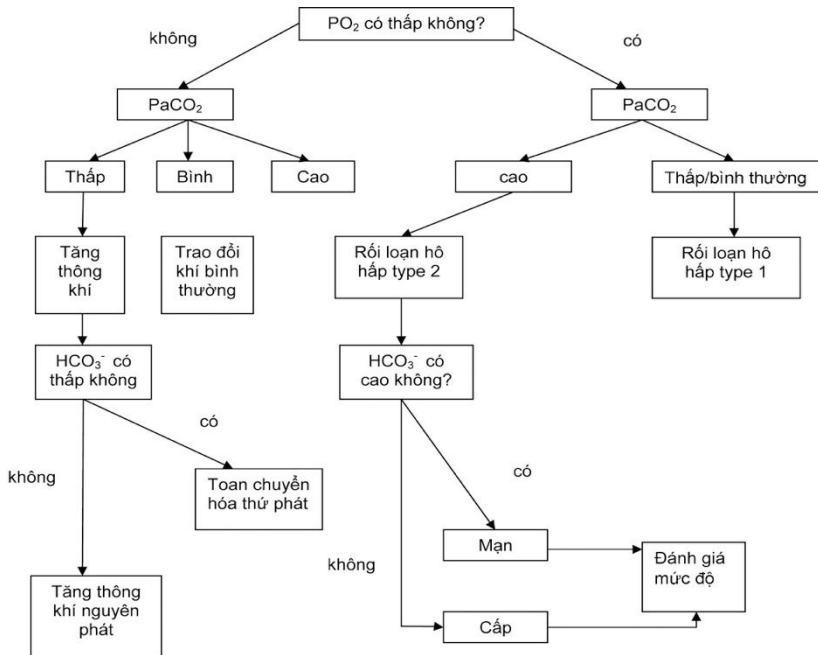 PO₂ có thấp không?
không
có
PaCO₂
PaCO₂
Thấp
Bình
Cao
cao
Thấp/bình thường
Tăng
thông
khí
Trao đổi
khí bình
thường
Rối loạn hô
hấp type 2
Rối loạn hô
hấp type 1
HCO₃⁻ có
thấp không
HCO₃⁻ có
cao không?
có
không
Toan chuyển
hóa thứ phát
có
Mạn
không
Đánh giá
mức độ
Tăng thông
khí nguyên
phát
Cấp